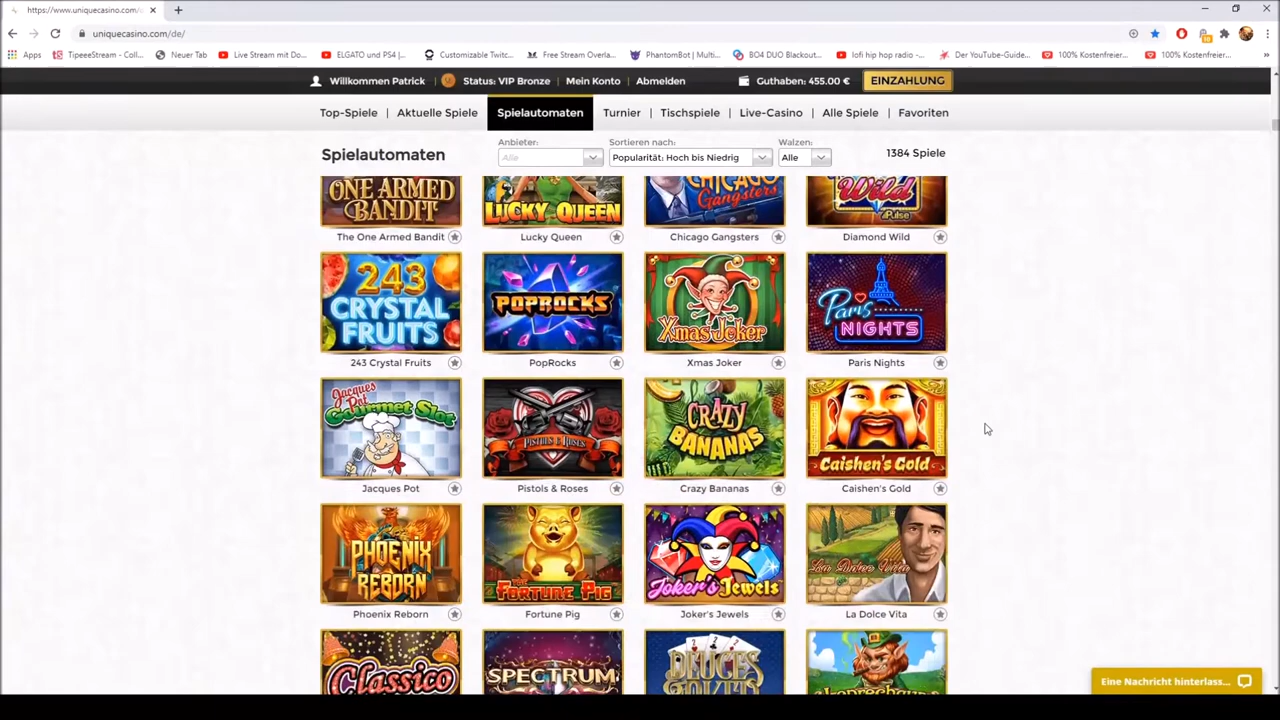 https://www.uniquecasino.com/
uniquecasino.com/de/
Apps TipeeeStream - Col... Neuer Tab Live Stream mit Do... ELGATO und PS4 |... Customizable Twitc... Free Stream Overla... PhantomBot | Multi... BO4 DUO Blackout... lofi hip hop radio -... Der YouTube-Guide... 100% Kostenfreier... 100% Kostenfreier... »
Willkommen Patrick Status: VIP Bronze Mein Konto Abmelden Guthaben: 455.00 € EINZAHLUNG
Top-Spiele Aktuelle Spiele Spielautomaten Turnier Tischspiele Live-Casino Alle Spiele Favoriten
Anbieter: Sortieren nach: Walzen:
Spielautomaten Alle Popularität: Hoch bis Niedrig Alle 1384 Spiele
ONE ARMED BANDIT LUCKY QUEEN CHICAGO Gangsters Wild 4Pulse
The One Armed Bandit Lucky Queen Chicago Gangsters Diamond Wild
243 CRYSTAL FRUITS POPROCKS Xmas Joker Paris NIGHTS
243 Crystal Fruits PopRocks Xmas Joker Paris Nights
Jacques Pot Gourmet Slot PISTOLS & ROSES CRAZY BANANAS CAISHEN'S GOLD
Jacques Pot Pistols & Roses Crazy Bananas Caishen's Gold
PHOENIX REBORN THE FORTUNE PIG Joker's Jewels La Dolce Vita
Phoenix Reborn Fortune Pig Joker's Jewels La Dolce Vita
Classico SPECTRUM DEUCES
Eine Nachricht hinterlass...